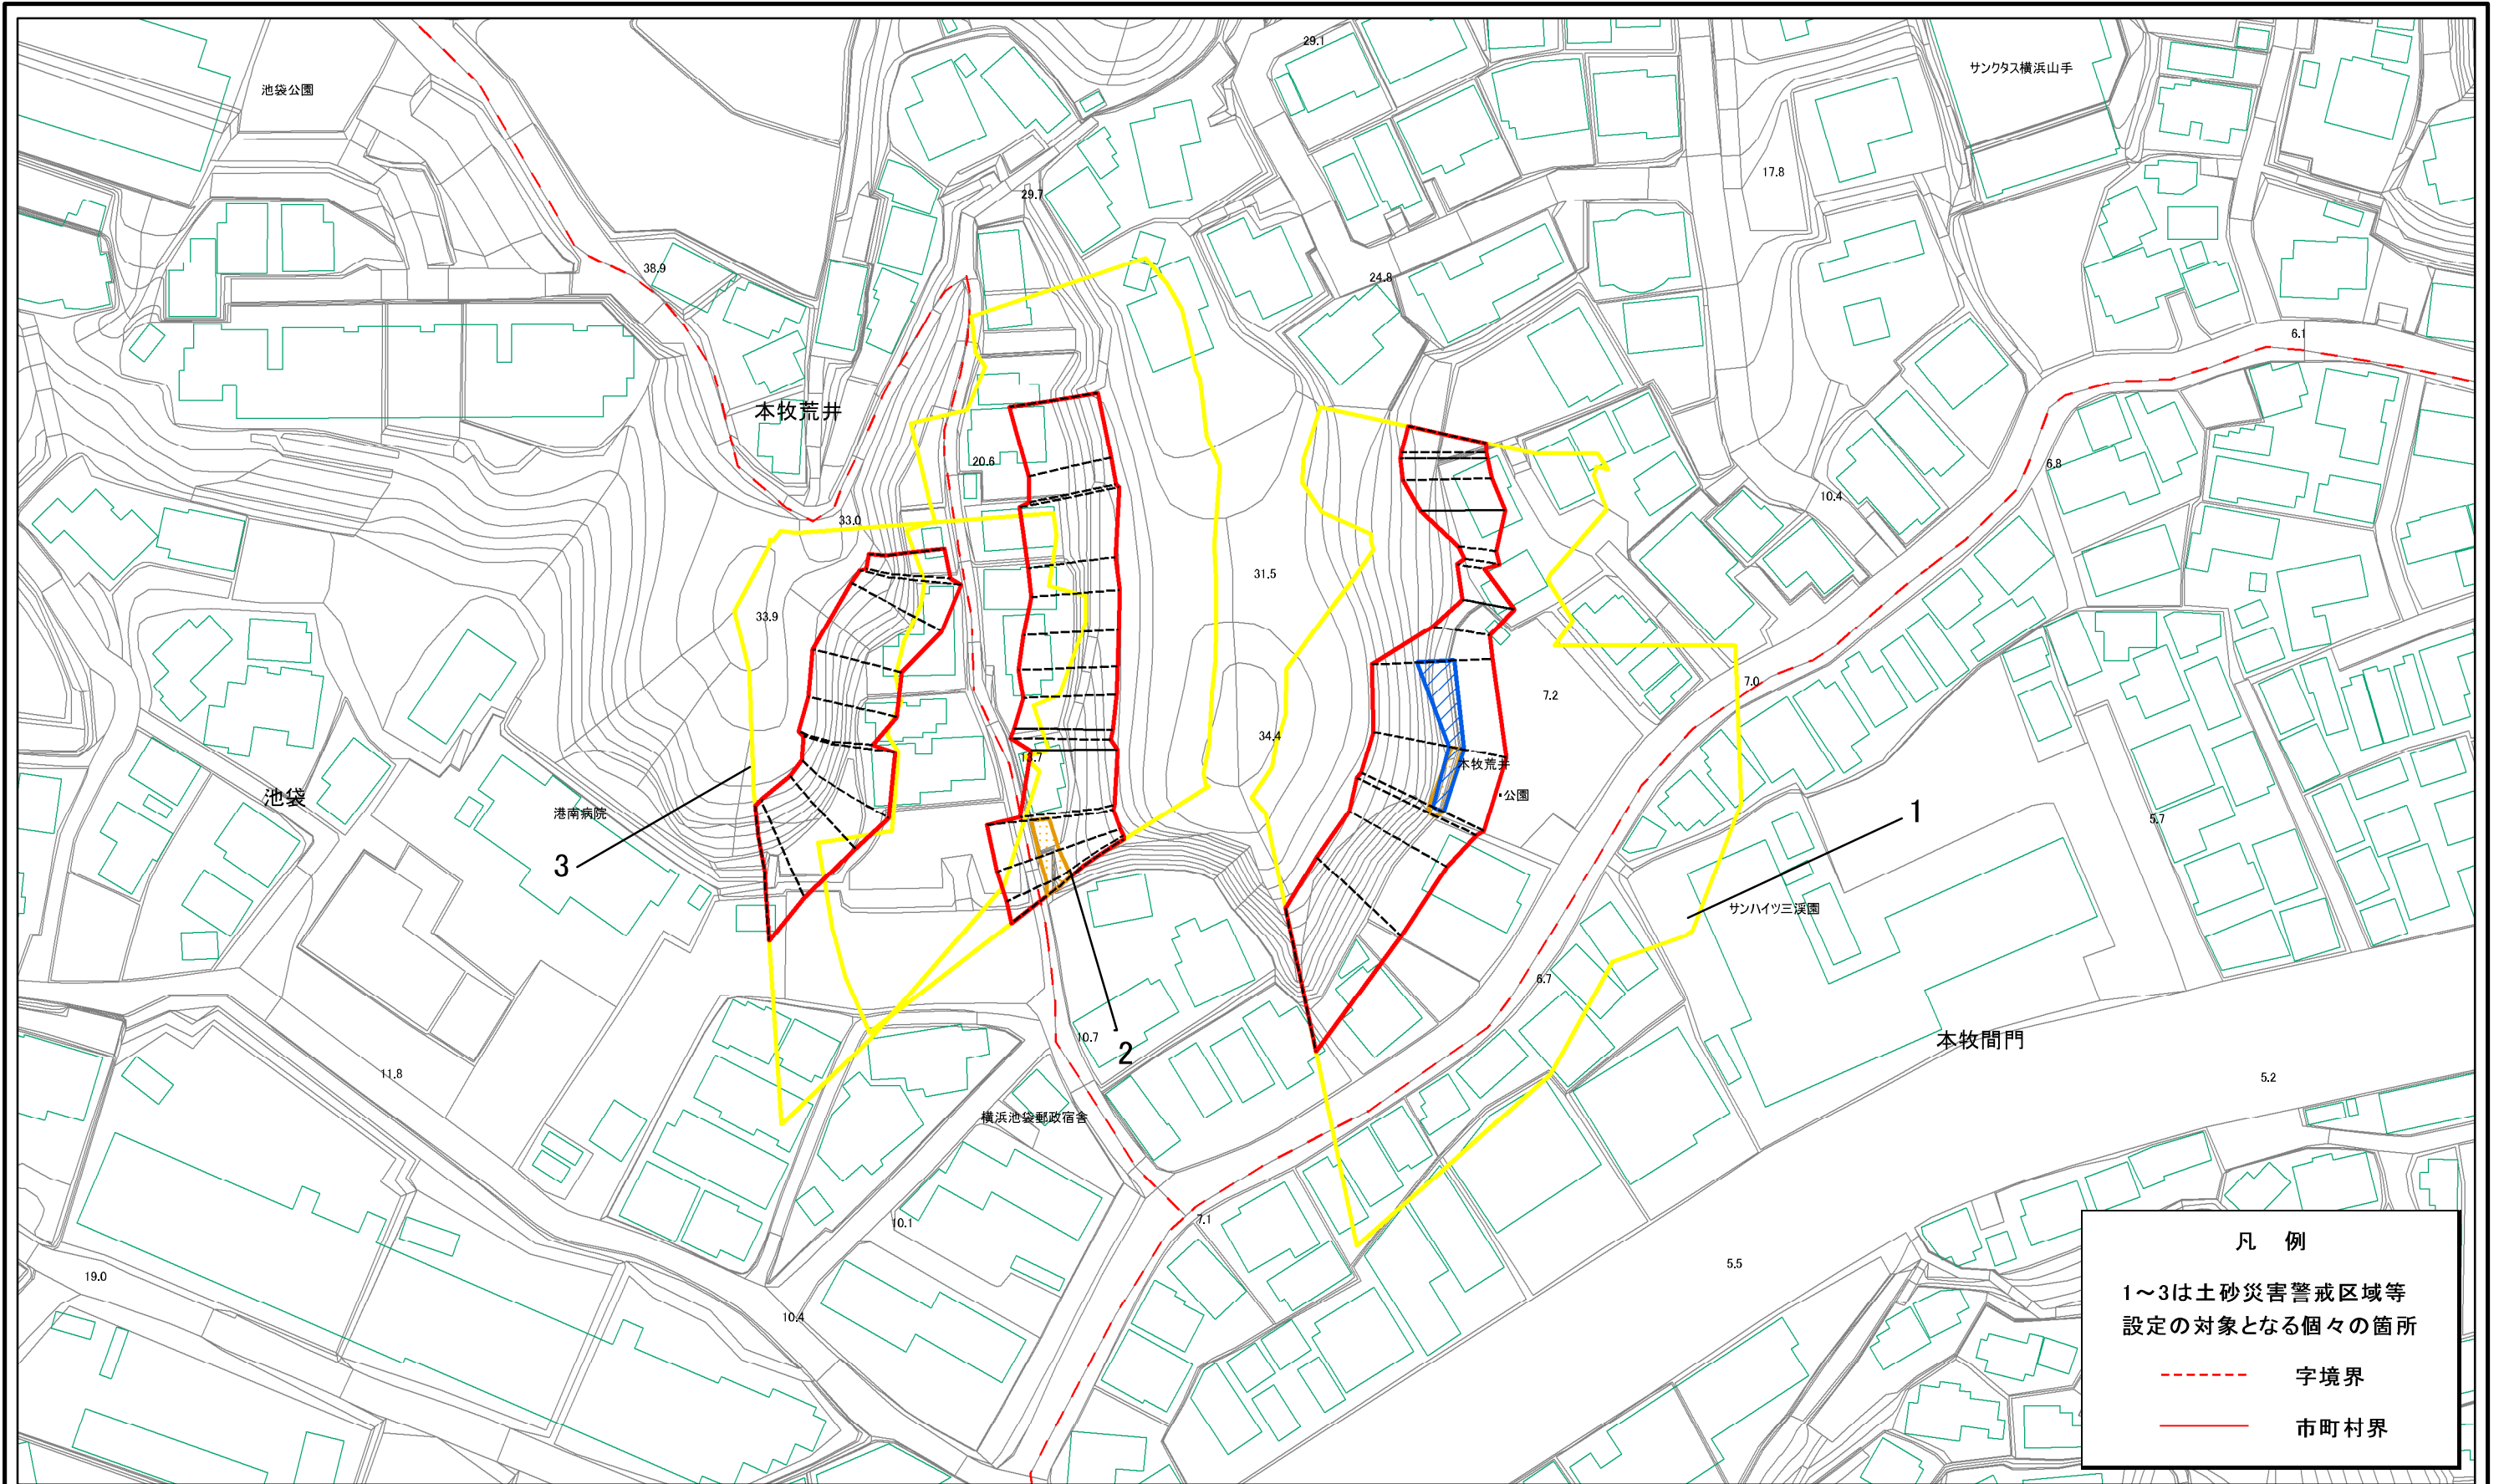 29.1
サンクタス横浜山手
池袋公園
17.8
29.7
38.9
24.8
6.1
本牧荒井
20.6
6.8
10.4
33.0
31.5
33.9
7.2
7.0
34.4
13.7
本牧荒井
池袋
港南病院
・公園
1
5.7
3
サンハイツ三渓園
6.7
10.7
2
本牧間門
11.8
5.2
横浜池袋郵政宿舎
10.1
7.1
5.5
19.0
10.4
凡 例
1～3は土砂災害警戒区域等
設定の対象となる個々の箇所
字境界
市町村界